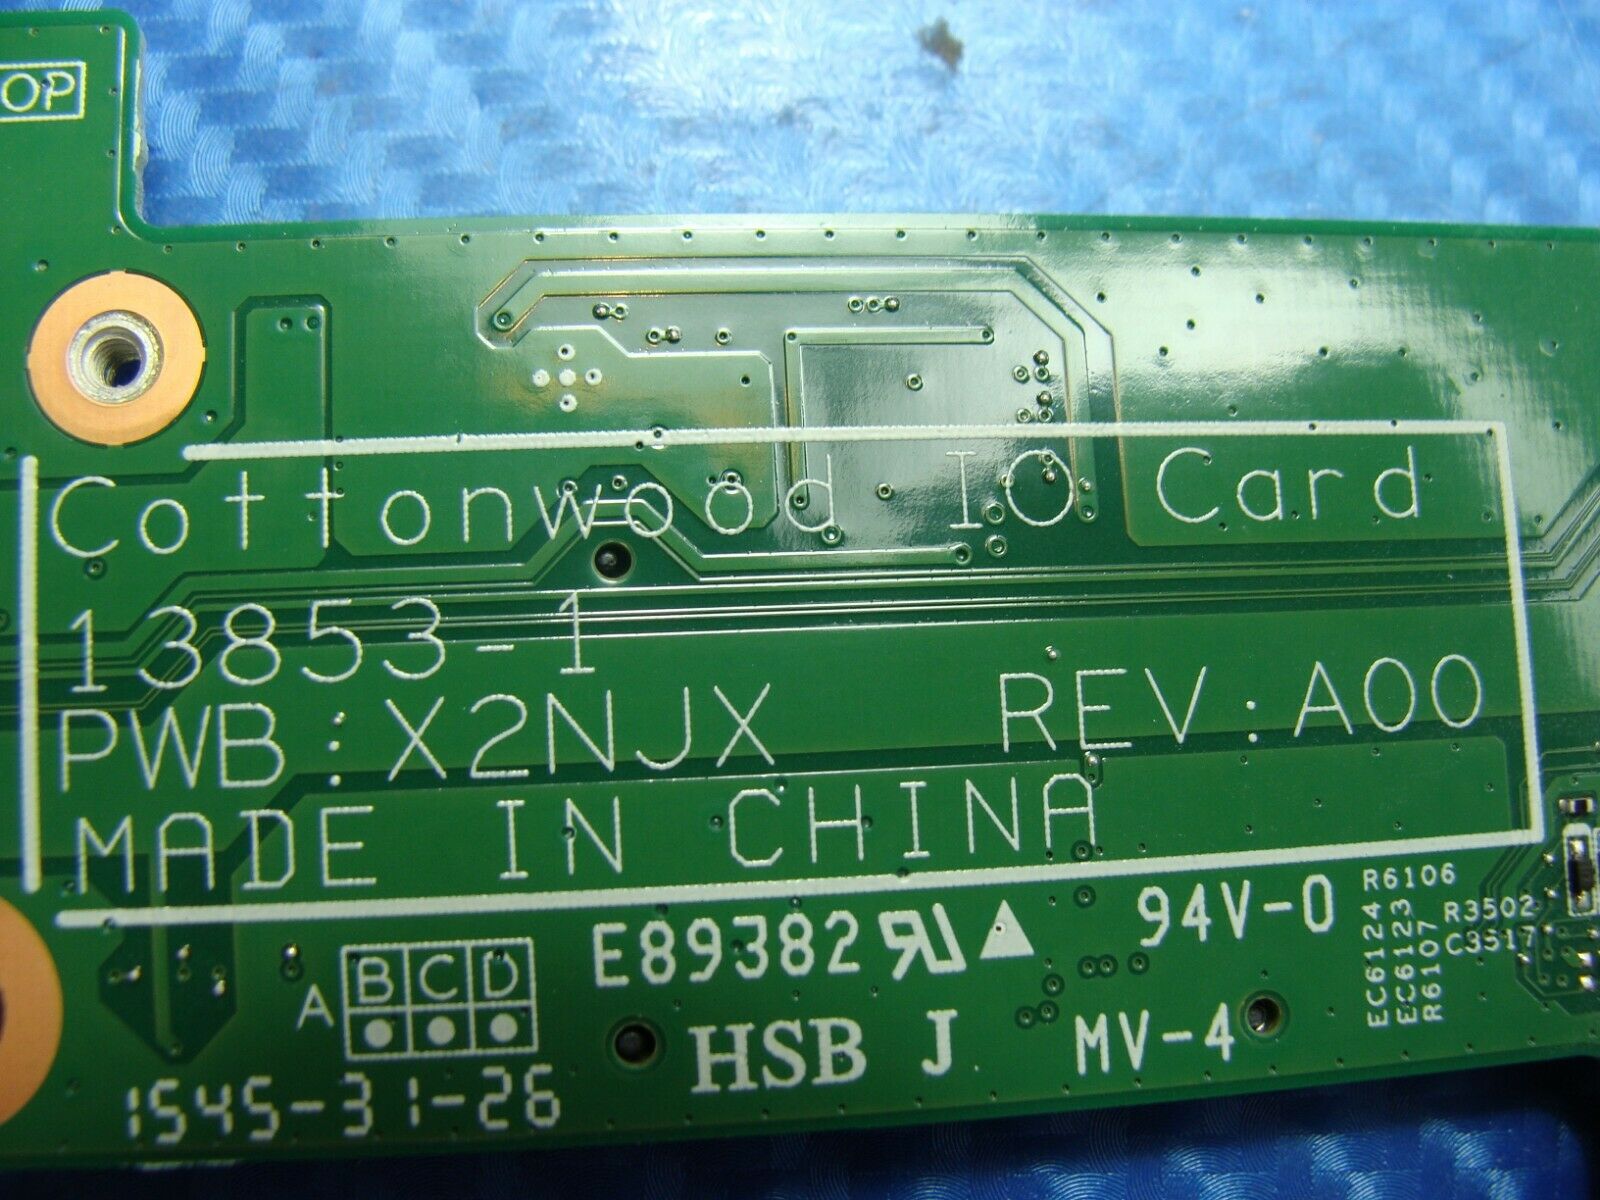 OP
Cottonwood IO Card
13853-1
PWB:X2NJX REV:A00
MADE IN CHINA
R6106
R3502
C3517
EC6124
EC6123
R6107
E89382 94V-0
A B C D
HSB J MV-4
1545-31-26